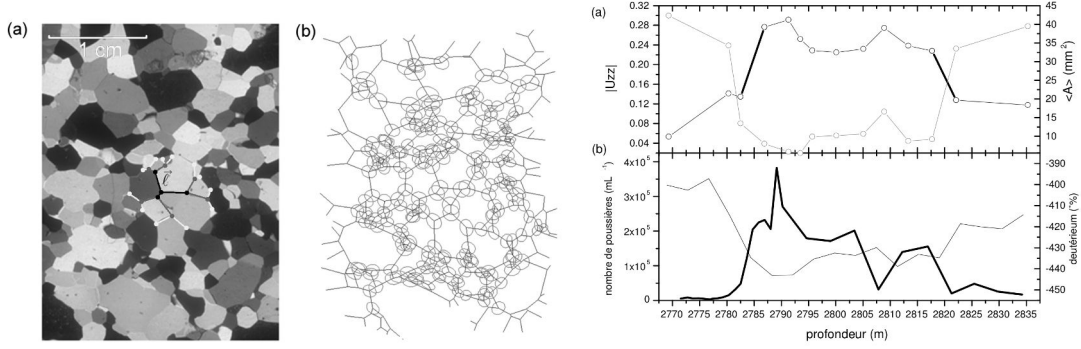 (a)
1 cm
ℓ
(b)
(a)
0.32
0.28
0.24
0.20
0.16
0.12
0.08
0.04
0.00
|Uzz|
45
40
35
30
25
20
15
10
5
<A> (mm²)
(b)
4x10⁵
3x10⁵
2x10⁵
1x10⁵
0
nombre de poussières (mL⁻¹)
-390
-400
-410
-420
-430
-440
-450
deutérium (°%)
2770 2775 2780 2785 2790 2795 2800 2805 2810 2815 2820 2825 2830 2835
profondeur (m)